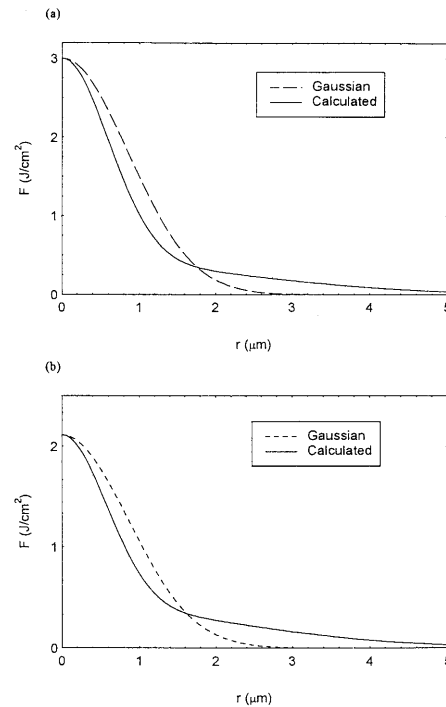 (a)
3
2
1
0
F (J/cm²)
Gaussian
Calculated
0 1 2 3 4 5
r (μm)
(b)
2
1
0
F (J/cm²)
Gaussian
Calculated
0 1 2 3 4 5
r (μm)